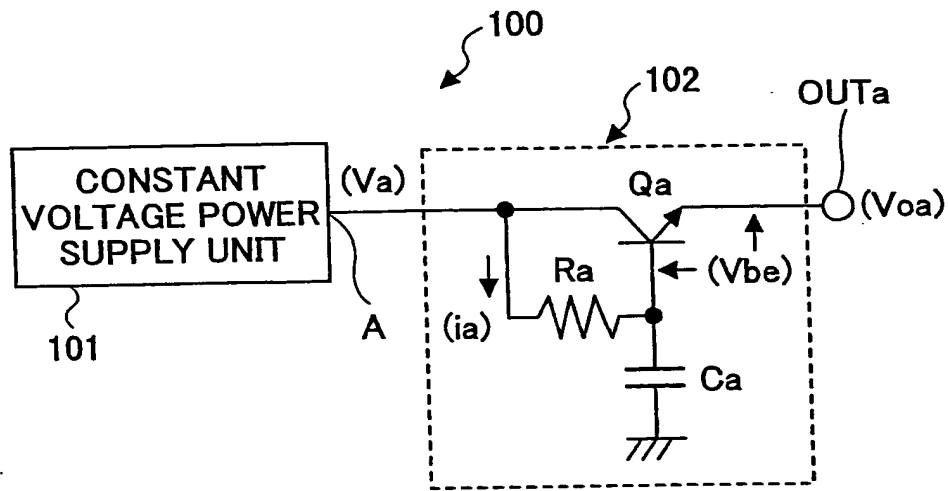 100
102
OUTa
CONSTANT
VOLTAGE POWER
SUPPLY UNIT
(Va)
Qa
(Voa)
Ra
(Vbe)
101
A
(ia)
Ca